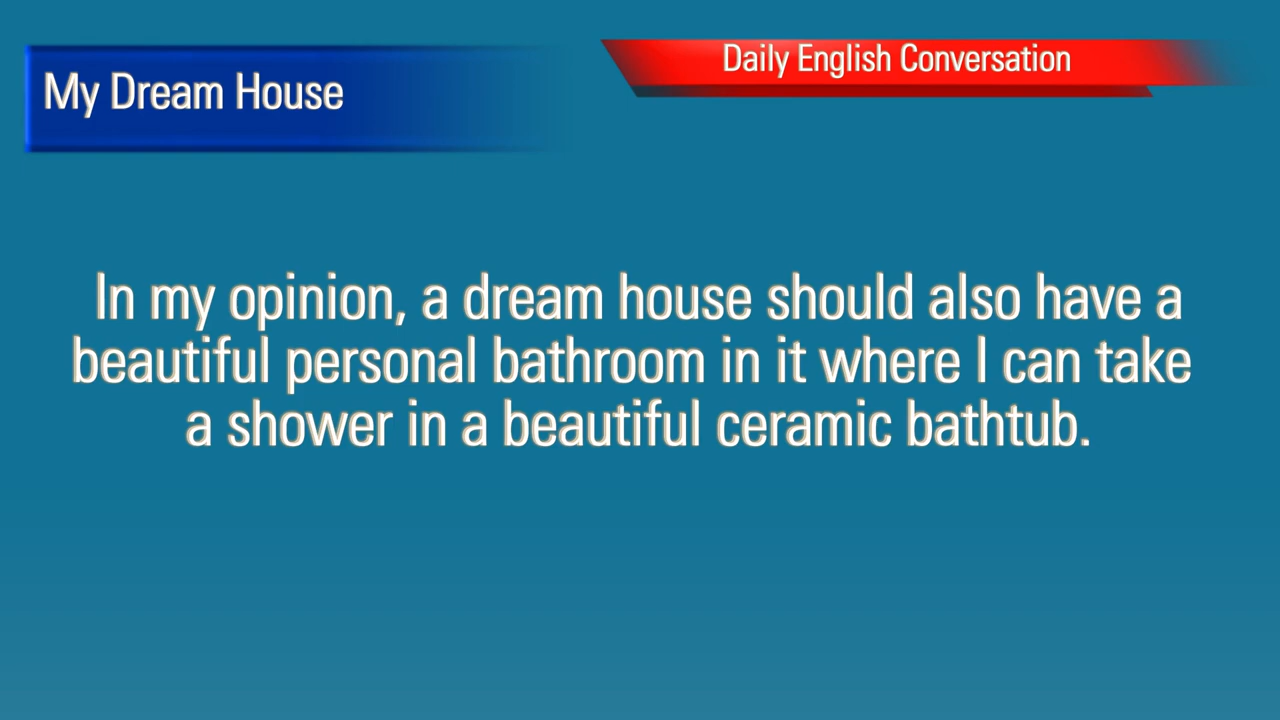 My Dream House
Daily English Conversation
In my opinion, a dream house should also have a
beautiful personal bathroom in it where I can take
a shower in a beautiful ceramic bathtub.